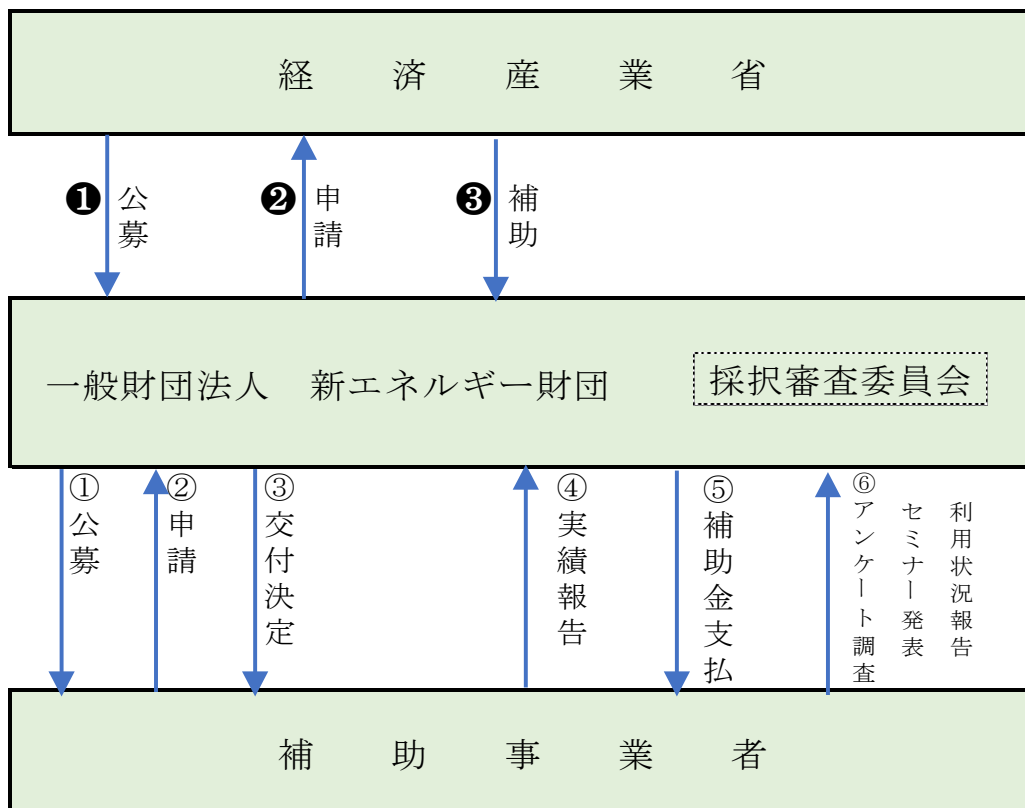 経済産業省
❶公募
❷申請
❸補助
一般財団法人　新エネルギー財団
採択審査委員会
①公募
②申請
③交付決定
④実績報告
⑤補助金支払
⑥アンケート調査
セミナー発表
利用状況報告
補助事業者